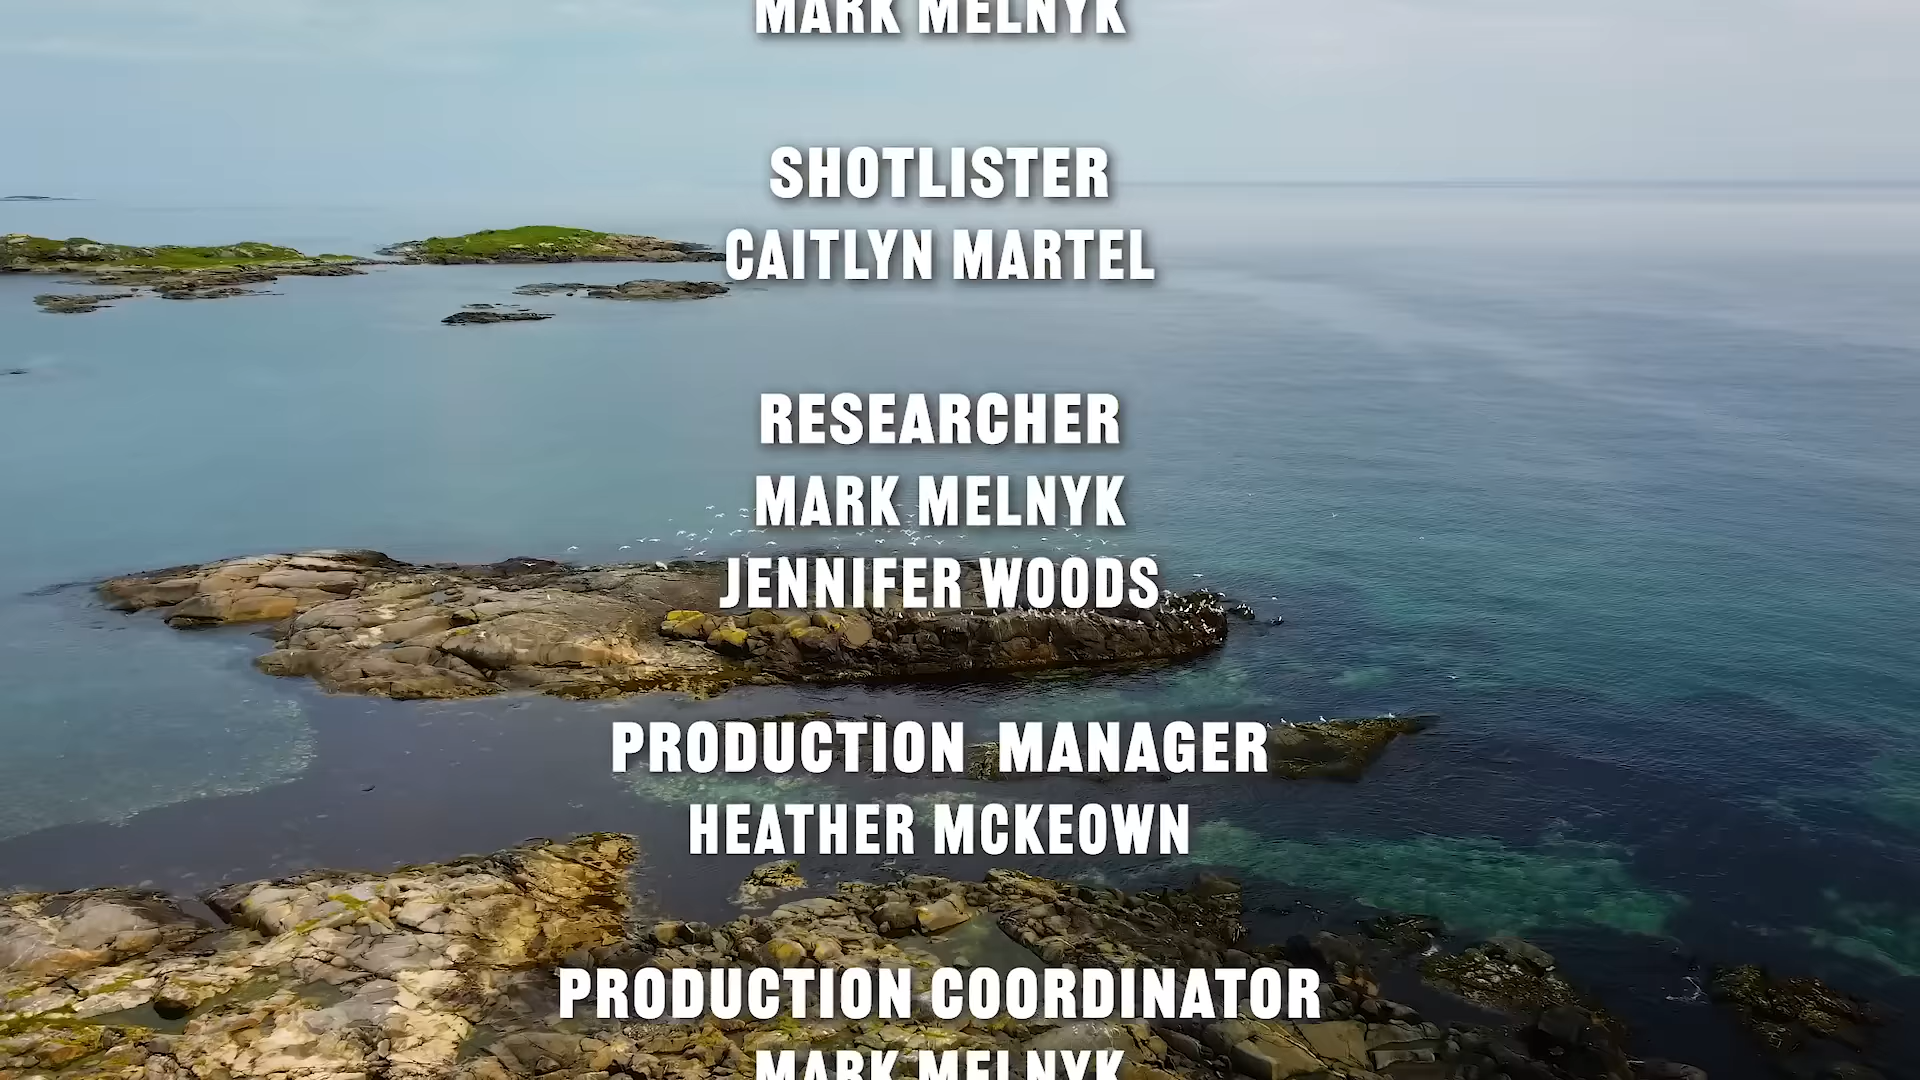 MARK MELNYK
SHOTLISTER
CAITLYN MARTEL
RESEARCHER
MARK MELNYK
JENNIFER WOODS
PRODUCTION MANAGER
HEATHER MCKEOWN
PRODUCTION COORDINATOR
MARK MELNYK